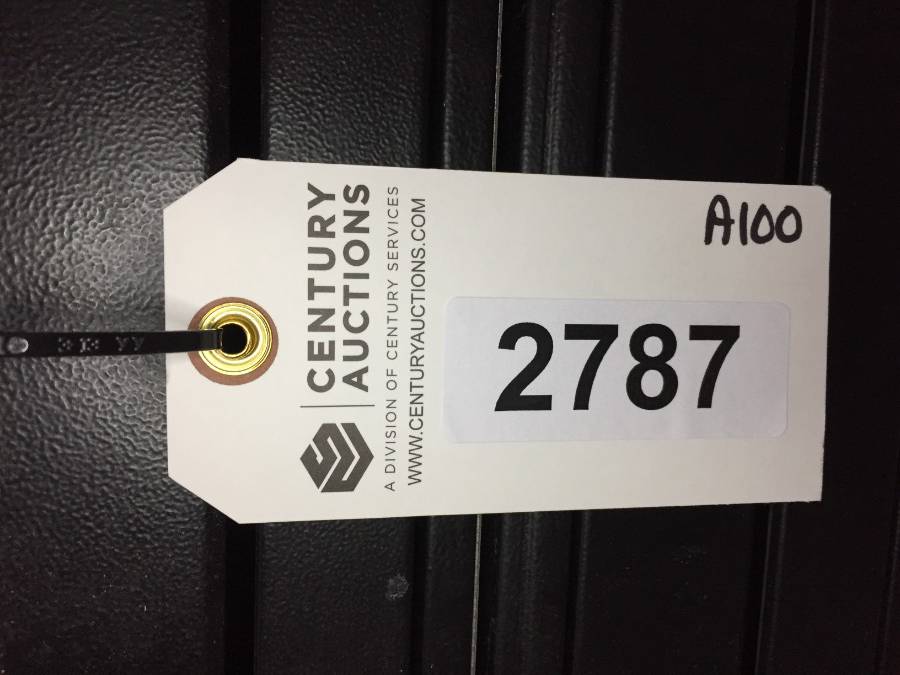 CENTURY
AUCTIONS
A DIVISION OF CENTURY SERVICES
WWW.CENTURYAUCTIONS.COM
2787
A100